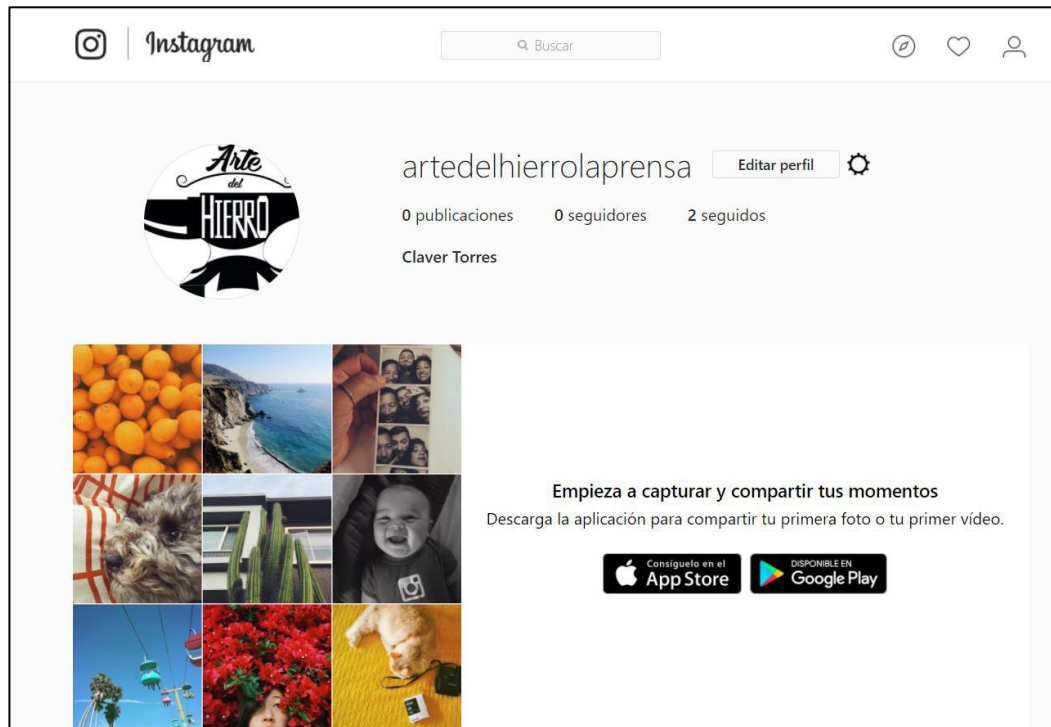 Instagram
Buscar
Arte
del
HIERRO
artedelhierrolaprensa Editar perfil
0 publicaciones 0 seguidores 2 seguidos
Claver Torres
Empieza a capturar y compartir tus momentos
Descarga la aplicación para compartir tu primera foto o tu primer vídeo.
Consíguelo en el
App Store
DISPONIBLE EN
Google Play